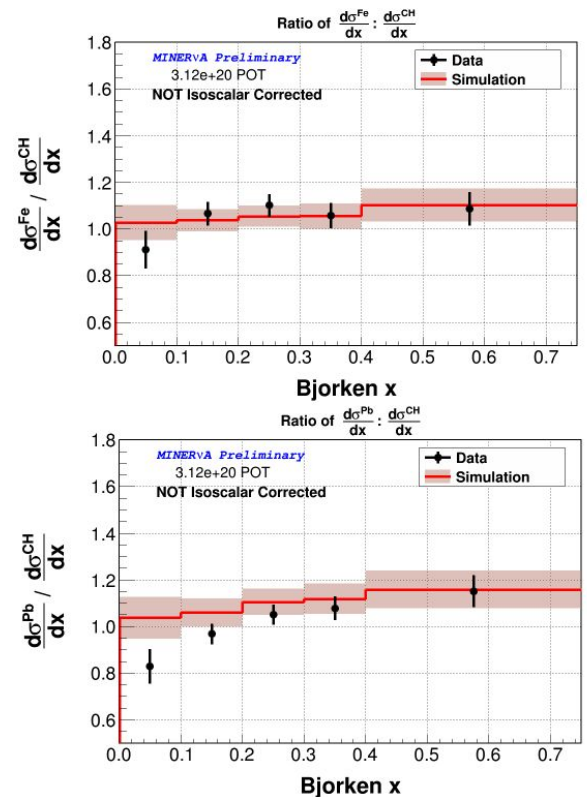 Ratio of dσ^Fe/dx : dσ^CH/dx
MINERνA Preliminary
3.12e+20 POT
NOT Isoscalar Corrected
Data
Simulation
dσ^Fe/dx / dσ^CH/dx
1.8
1.6
1.4
1.2
1.0
0.8
0.6
0.0 0.1 0.2 0.3 0.4 0.5 0.6 0.7
Bjorken x
Ratio of dσ^Pb/dx : dσ^CH/dx
MINERνA Preliminary
3.12e+20 POT
NOT Isoscalar Corrected
Data
Simulation
dσ^Pb/dx / dσ^CH/dx
1.8
1.6
1.4
1.2
1.0
0.8
0.6
0.0 0.1 0.2 0.3 0.4 0.5 0.6 0.7
Bjorken x